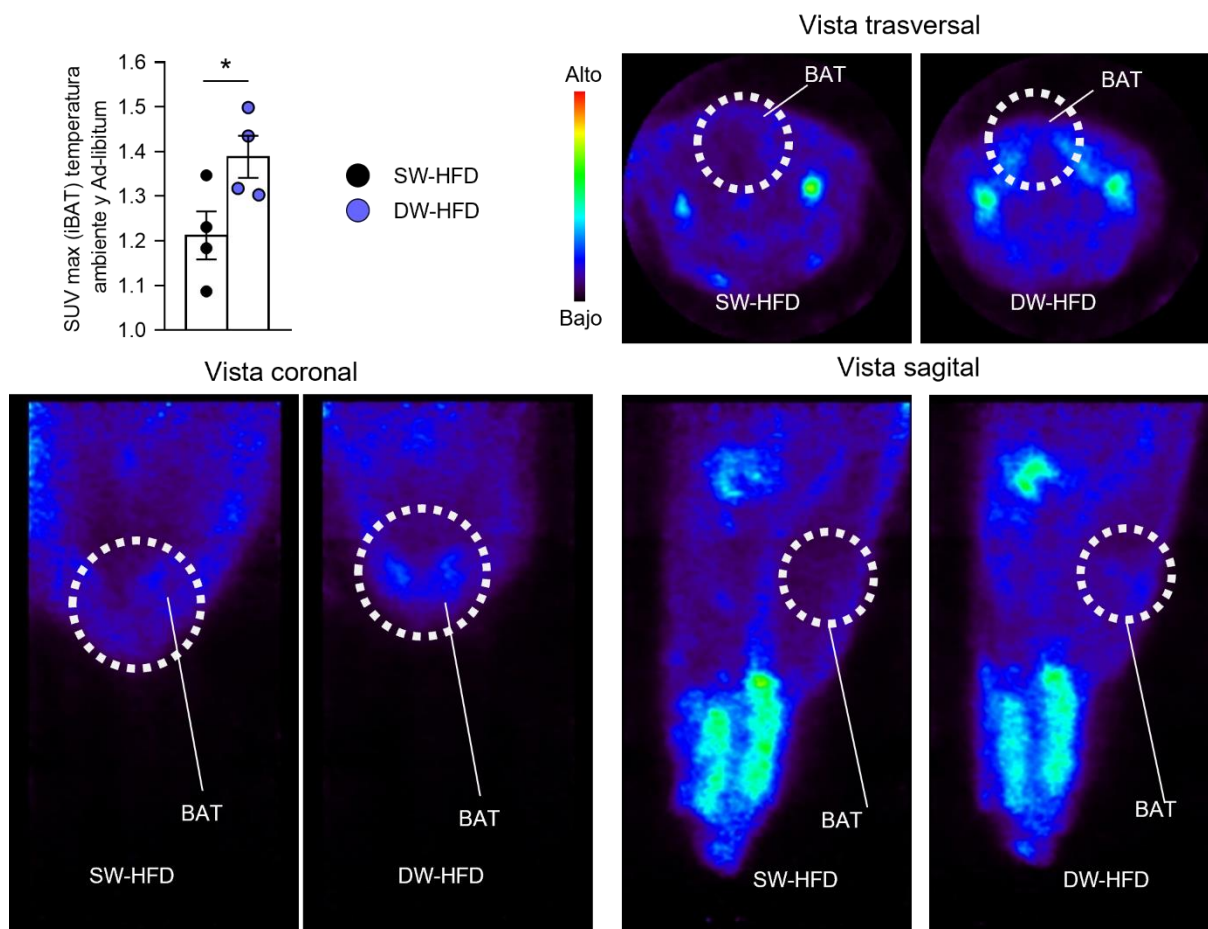 SUV max (iBAT) temperatura
ambiente y Ad-libitum
1.6
1.5
1.4
1.3
1.2
1.1
1.0
*
SW-HFD
DW-HFD
Alto
Bajo
Vista trasversal
BAT
SW-HFD
BAT
DW-HFD
Vista coronal
BAT
SW-HFD
BAT
DW-HFD
Vista sagital
BAT
SW-HFD
BAT
DW-HFD